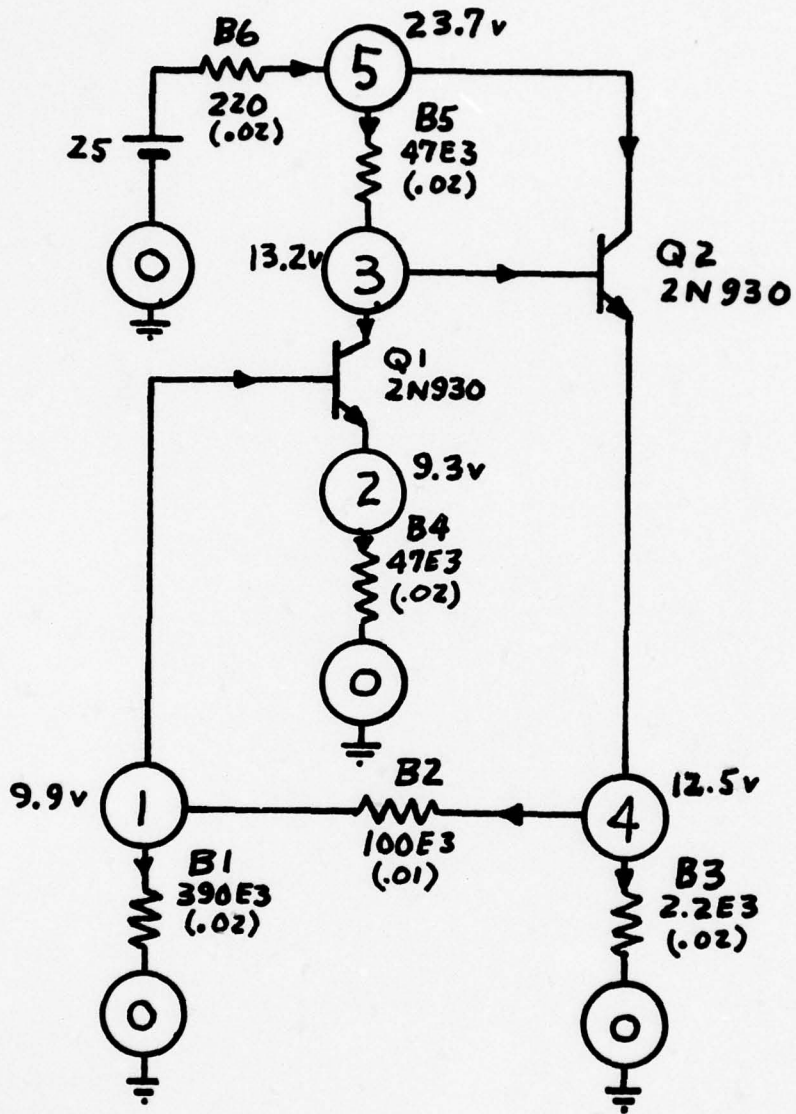 B6
23.7v
5
220
(.02)
25
B5
47E3
(.02)
0
13.2v
3
Q2
2N930
Q1
2N930
2
9.3v
B4
47E3
(.02)
0
B2
9.9v
1
12.5v
4
100E3
(.01)
B1
390E3
(.02)
B3
2.2E3
(.02)
0
0